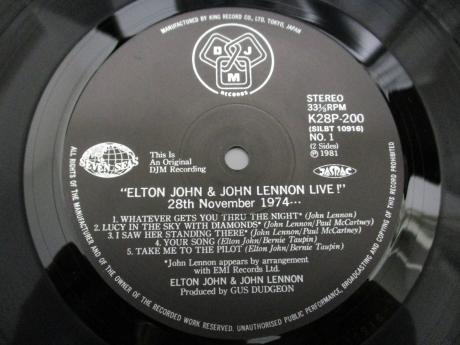 MANUFACTURED BY KING RECORD CO., LTD. TOKYO, JAPAN
DJM
RECORDS
STEREO
33⅓RPM
K28P-200
(SILBT 10916)
NO. 1
(2 Sides)
℗1981
JASRAC
SEVEN SEAS
This Is
An Original
DJM Recording
"ELTON JOHN & JOHN LENNON LIVE!"
28th November 1974···
1. WHATEVER GETS YOU THRU THE NIGHT* (John Lennon)
2. LUCY IN THE SKY WITH DIAMONDS* (John Lennon/Paul McCartney)
3. I SAW HER STANDING THERE* (John Lennon/Paul McCartney)
4. YOUR SONG (Elton John/Bernie Taupin)
5. TAKE ME TO THE PILOT (Elton John/Bernie Taupin)
*John Lennon appears by arrangement
with EMI Records Ltd.
ELTON JOHN & JOHN LENNON
Produced by GUS DUDGEON
ALL RIGHTS OF THE MANUFACTURER AND OF THE OWNER OF THE RECORDED WORK RESERVED. UNAUTHORISED PUBLIC PERFORMANCE, BROADCASTING AND COPYING OF THIS RECORD PROHIBITED